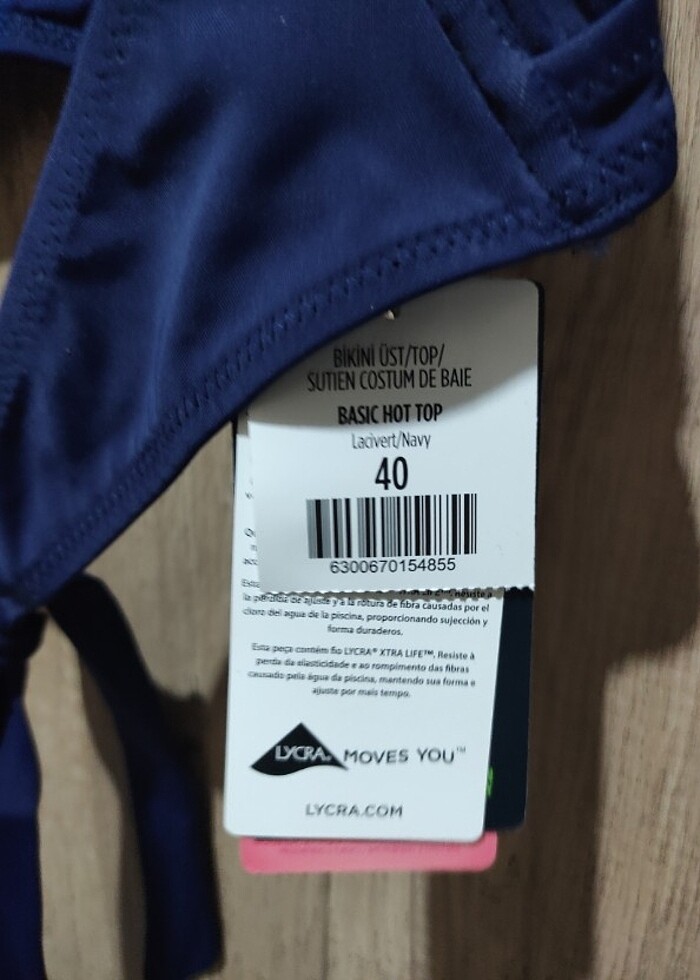 BİKİNİ ÜST/TOP/
SUTIEN COSTUM DE BAIE
BASIC HOT TOP
Lacivert/Navy
40
6300670154855
la pérdida de ajuste y a la rotura de fibra causadas por el
cloro del agua de la piscina, proporcionando sujección y
forma duraderos.
Esta peça contém fio LYCRA® XTRA LIFE™. Resiste à
perda da elasticidade e ao rompimento das fibras
causado pela água da piscina, mantendo sua forma e
ajuste por mais tempo.
LYCRA® MOVES YOU™
LYCRA.COM